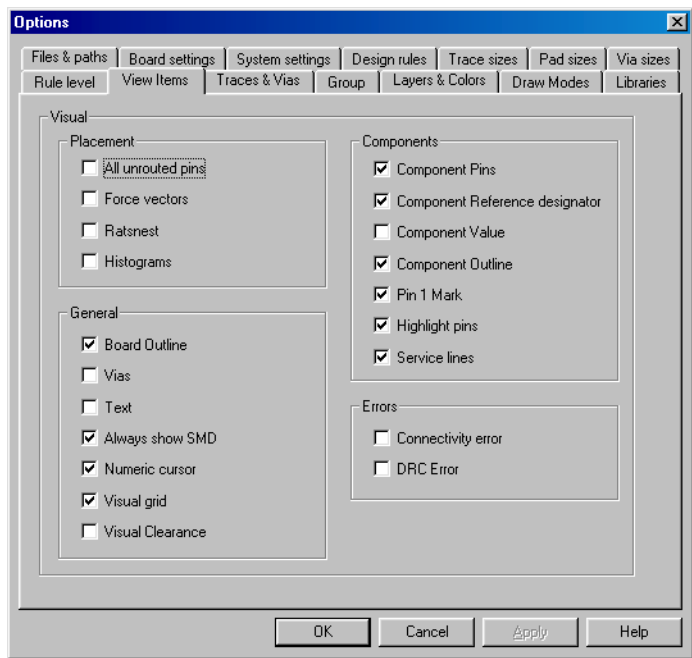 Options
Files & paths Board settings System settings Design rules Trace sizes Pad sizes Via sizes
Rule level View Items Traces & Vias Group Layers & Colors Draw Modes Libraries
Visual
Placement
All unrouted pins
Force vectors
Ratsnest
Histograms
General
Board Outline
Vias
Text
Always show SMD
Numeric cursor
Visual grid
Visual Clearance
Components
Component Pins
Component Reference designator
Component Value
Component Outline
Pin 1 Mark
Highlight pins
Service lines
Errors
Connectivity error
DRC Error
OK Cancel Apply Help